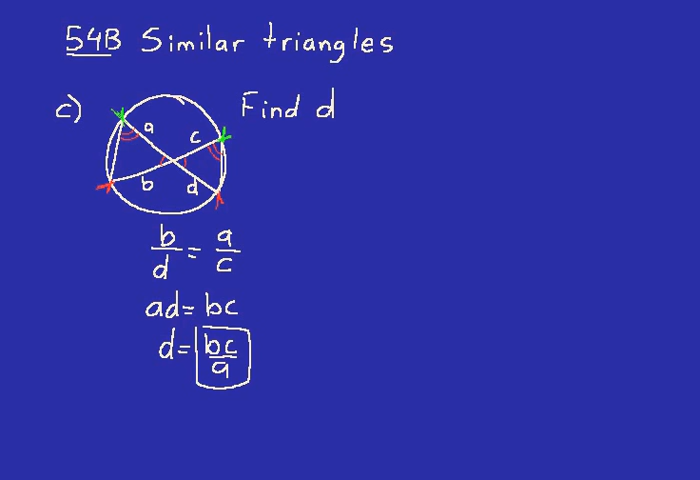 54B Similar triangles
c) Find d
a
c
b
d
b/d = a/c
ad = bc
d = bc/a